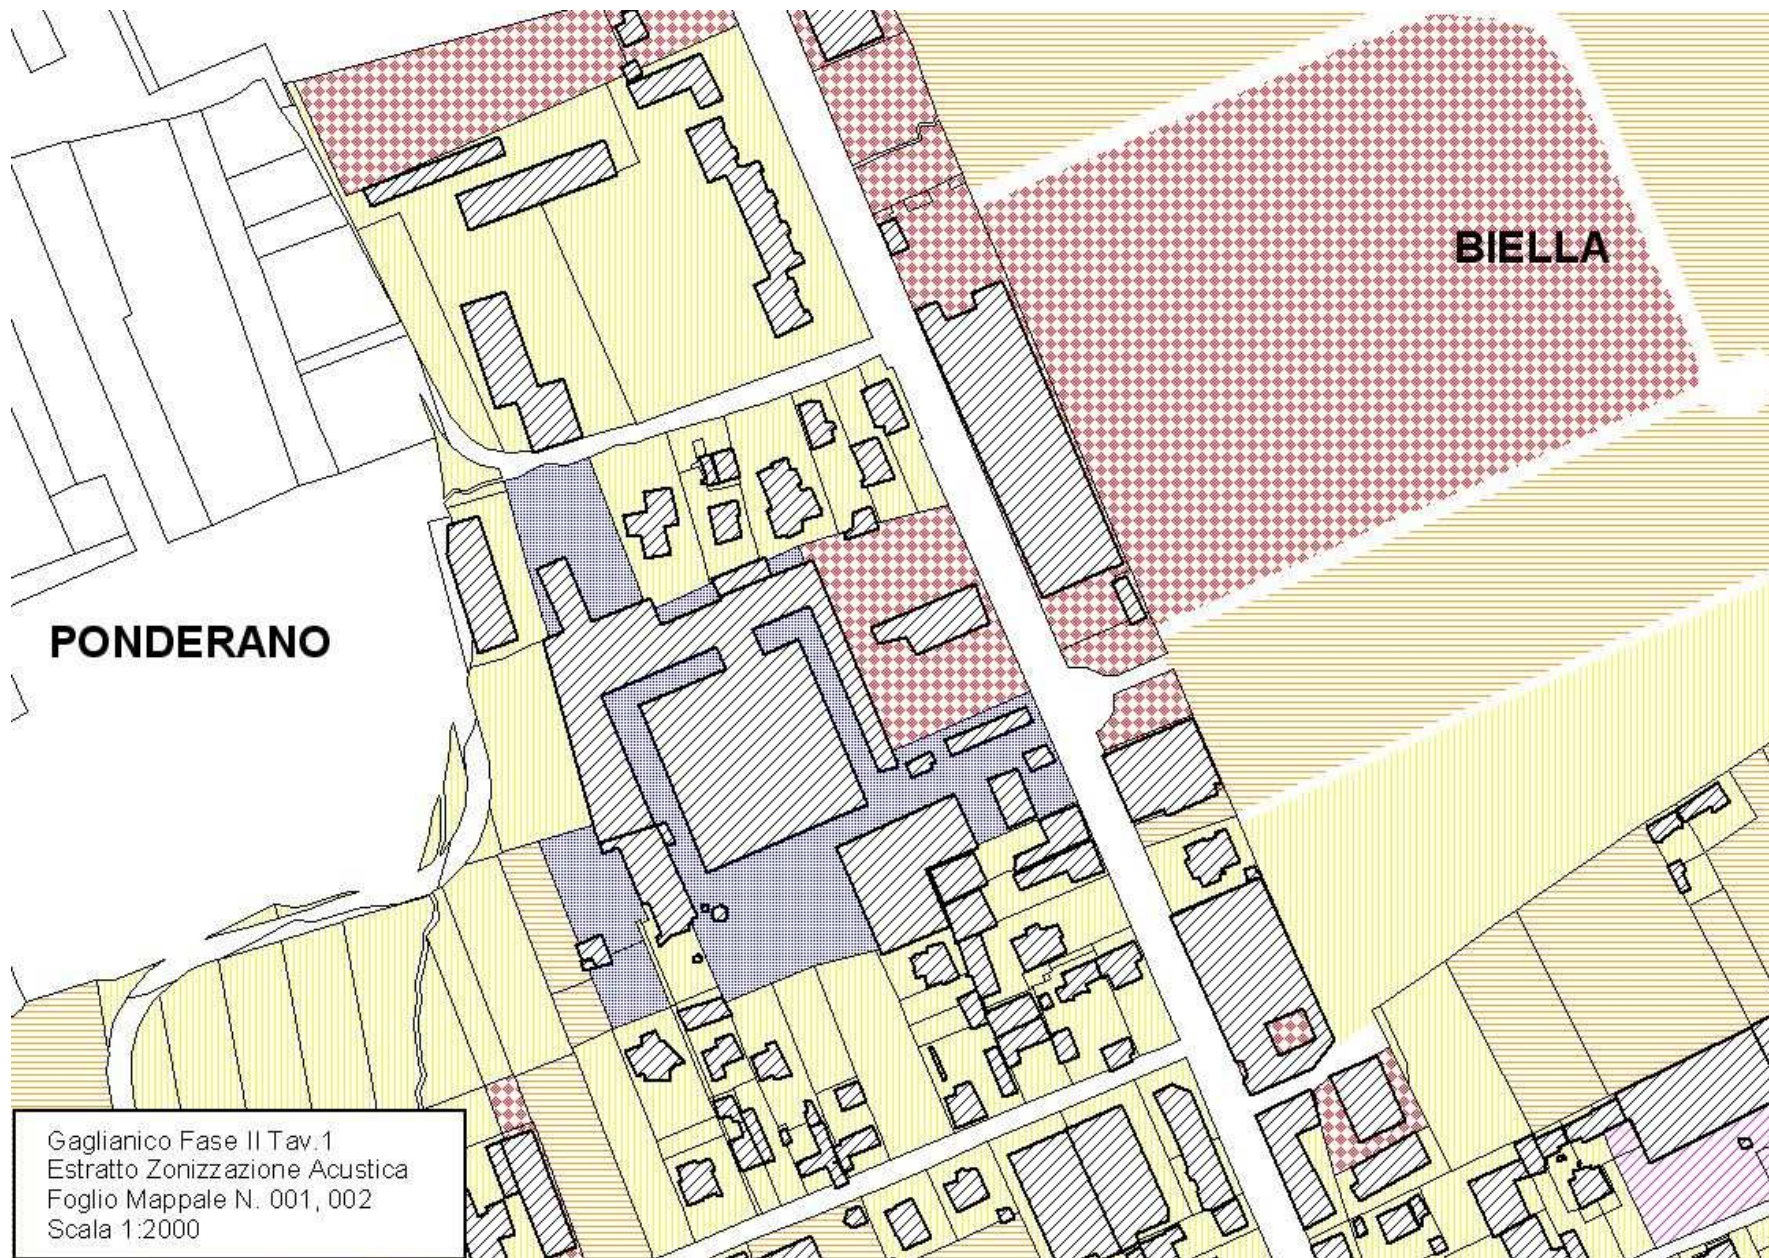 BIELLA
PONDERANO
Gaglianico Fase II Tav.1
Estratto Zonizzazione Acustica
Foglio Mappale N. 001, 002
Scala 1:2000